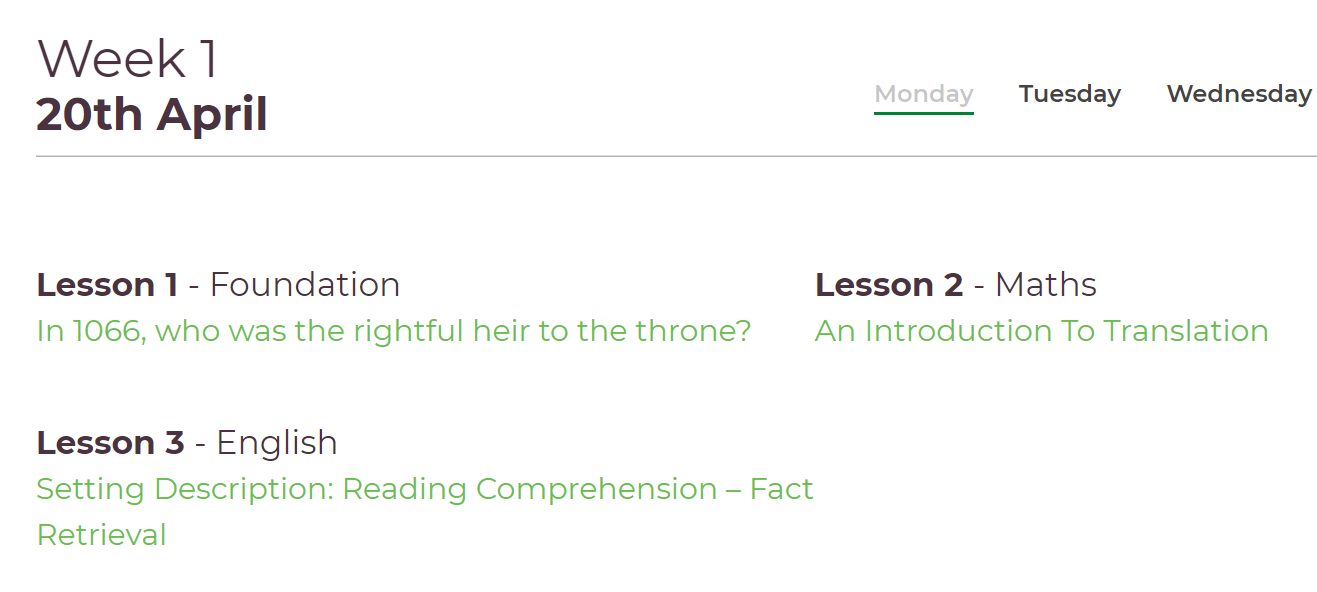 Week 1
20th April
Monday Tuesday Wednesday
Lesson 1 - Foundation
In 1066, who was the rightful heir to the throne?
Lesson 2 - Maths
An Introduction To Translation
Lesson 3 - English
Setting Description: Reading Comprehension – Fact
Retrieval